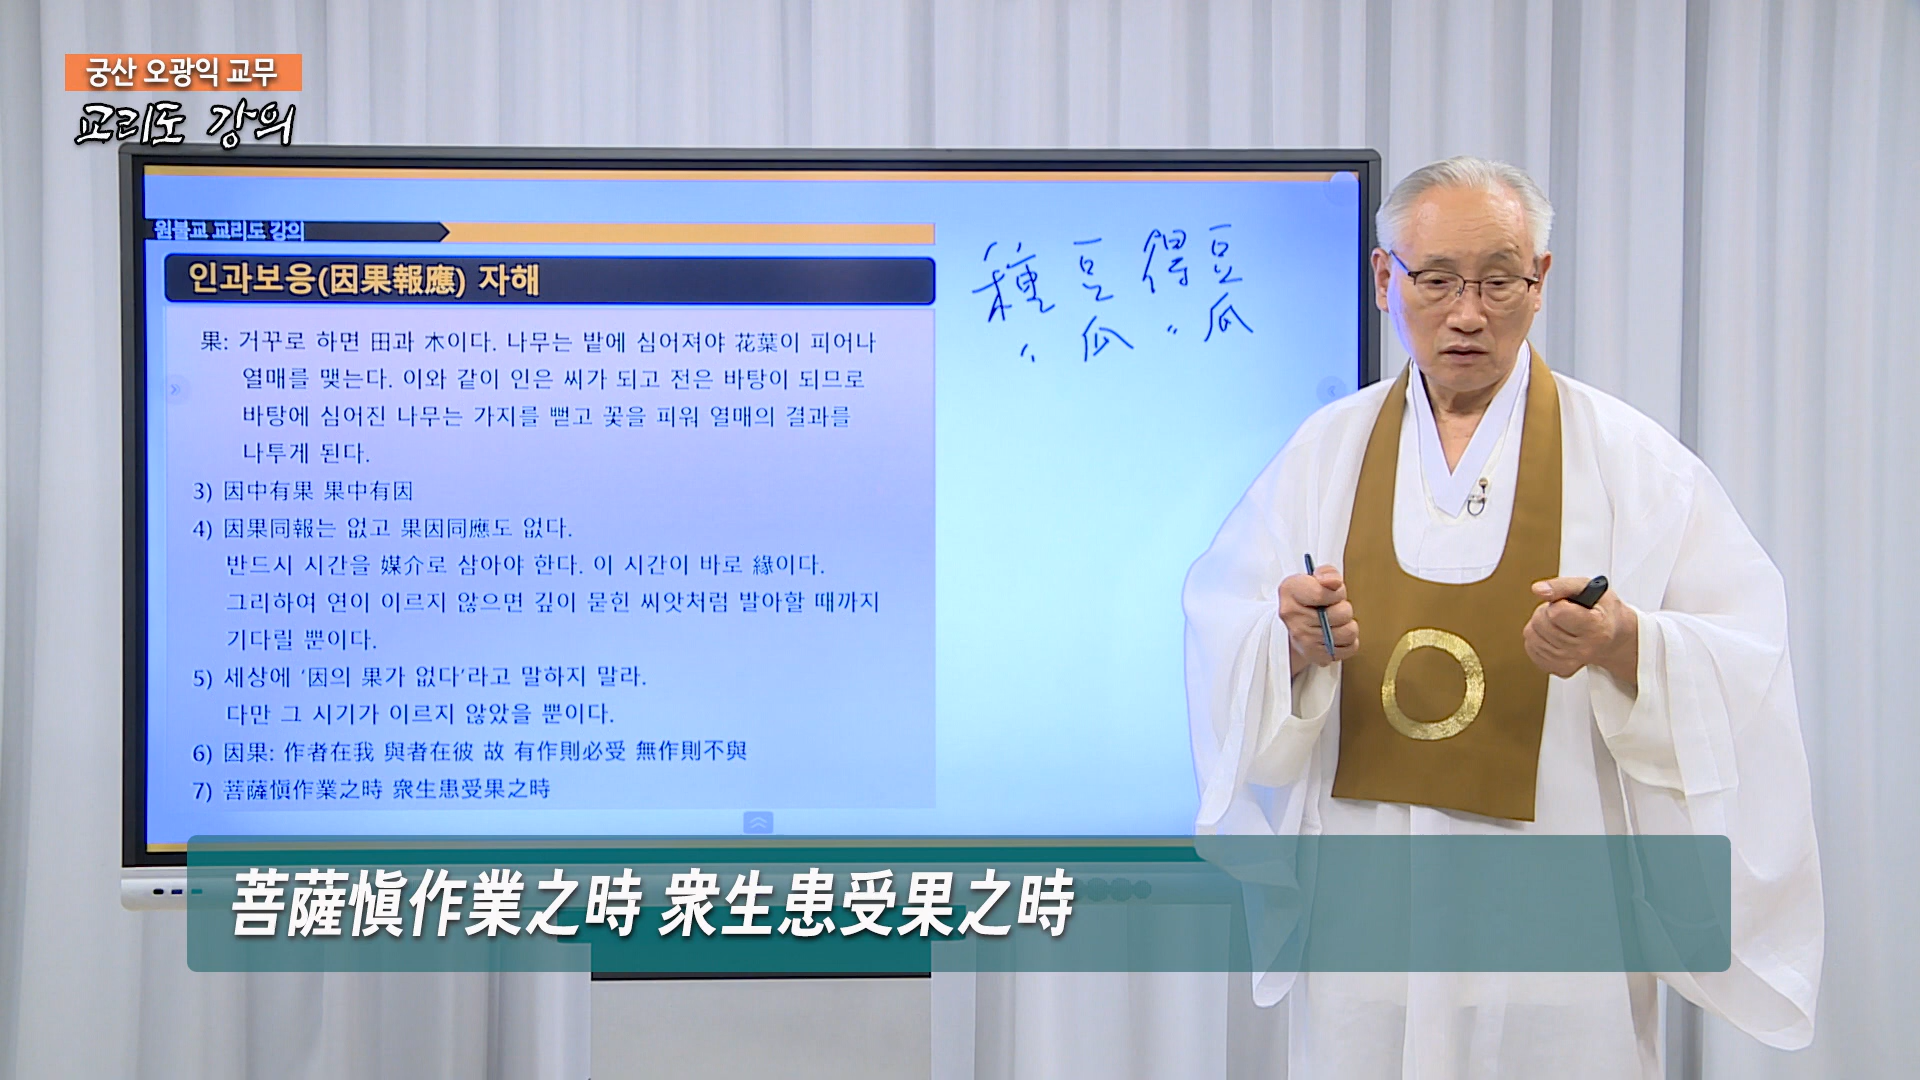 궁산 오광익 교무
교리도 강의
원불교 교리도 강의
인과보응(因果報應) 자해
果: 거꾸로 하면 田과 木이다. 나무는 밭에 심어져야 花葉이 피어나
열매를 맺는다. 이와 같이 인은 씨가 되고 전은 바탕이 되므로
바탕에 심어진 나무는 가지를 뻗고 꽃을 피워 열매의 결과를
나투게 된다.
3) 因中有果 果中有因
4) 因果同報는 없고 果因同應도 없다.
반드시 시간을 媒介로 삼아야 한다. 이 시간이 바로 緣이다.
그리하여 연이 이르지 않으면 깊이 묻힌 씨앗처럼 발아할 때까지
기다릴 뿐이다.
5) 세상에 '因의 果가 없다'라고 말하지 말라.
다만 그 시기가 이르지 않았을 뿐이다.
6) 因果: 作者在我 與者在彼 故 有作則必受 無作則不與
7) 菩薩愼作業之時 衆生患受果之時
種豆得豆
〃 瓜 〃 瓜
菩薩愼作業之時 衆生患受果之時